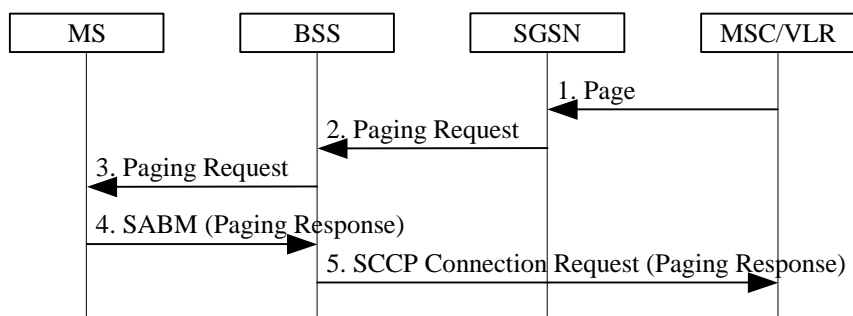 MS BSS SGSN MSC/VLR
1. Page
2. Paging Request
3. Paging Request
4. SABM (Paging Response)
5. SCCP Connection Request (Paging Response)